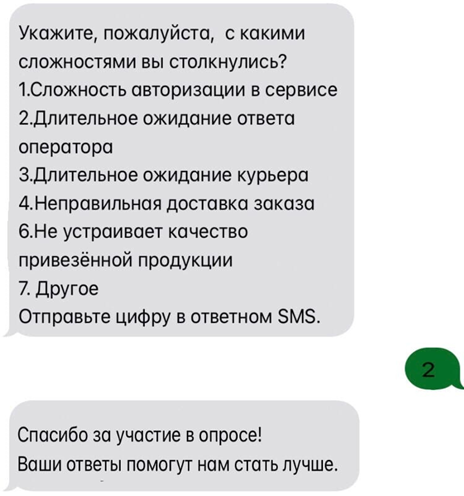 Укажите, пожалуйста,  с какими
сложностями вы столкнулись?
1.Сложность авторизации в сервисе
2.Длительное ожидание ответа
оператора
3.Длительное ожидание курьера
4.Неправильная доставка заказа
6.Не устраивает качество
привезённой продукции
7. Другое
Отправьте цифру в ответном SMS.
2
Спасибо за участие в опросе!
Ваши ответы помогут нам стать лучше.